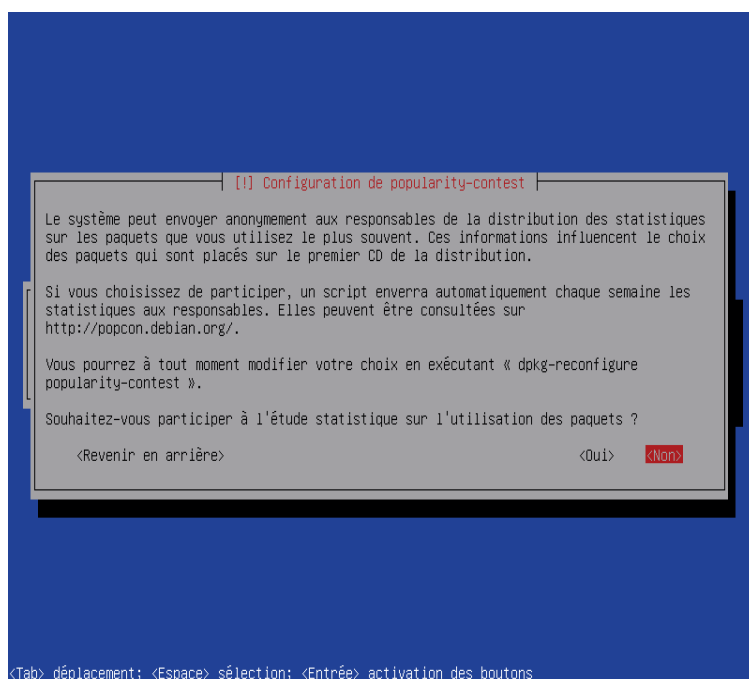 [!] Configuration de popularity-contest
Le système peut envoyer anonymement aux responsables de la distribution des statistiques
sur les paquets que vous utilisez le plus souvent. Ces informations influencent le choix
des paquets qui sont placés sur le premier CD de la distribution.
Si vous choisissez de participer, un script enverra automatiquement chaque semaine les
statistiques aux responsables. Elles peuvent être consultées sur
http://popcon.debian.org/.
Vous pourrez à tout moment modifier votre choix en exécutant « dpkg-reconfigure
popularity-contest ».
Souhaitez-vous participer à l'étude statistique sur l'utilisation des paquets ?
<Revenir en arrière> <Oui> <Non>
<Tab> déplacement; <Espace> sélection; <Entrée> activation des boutons